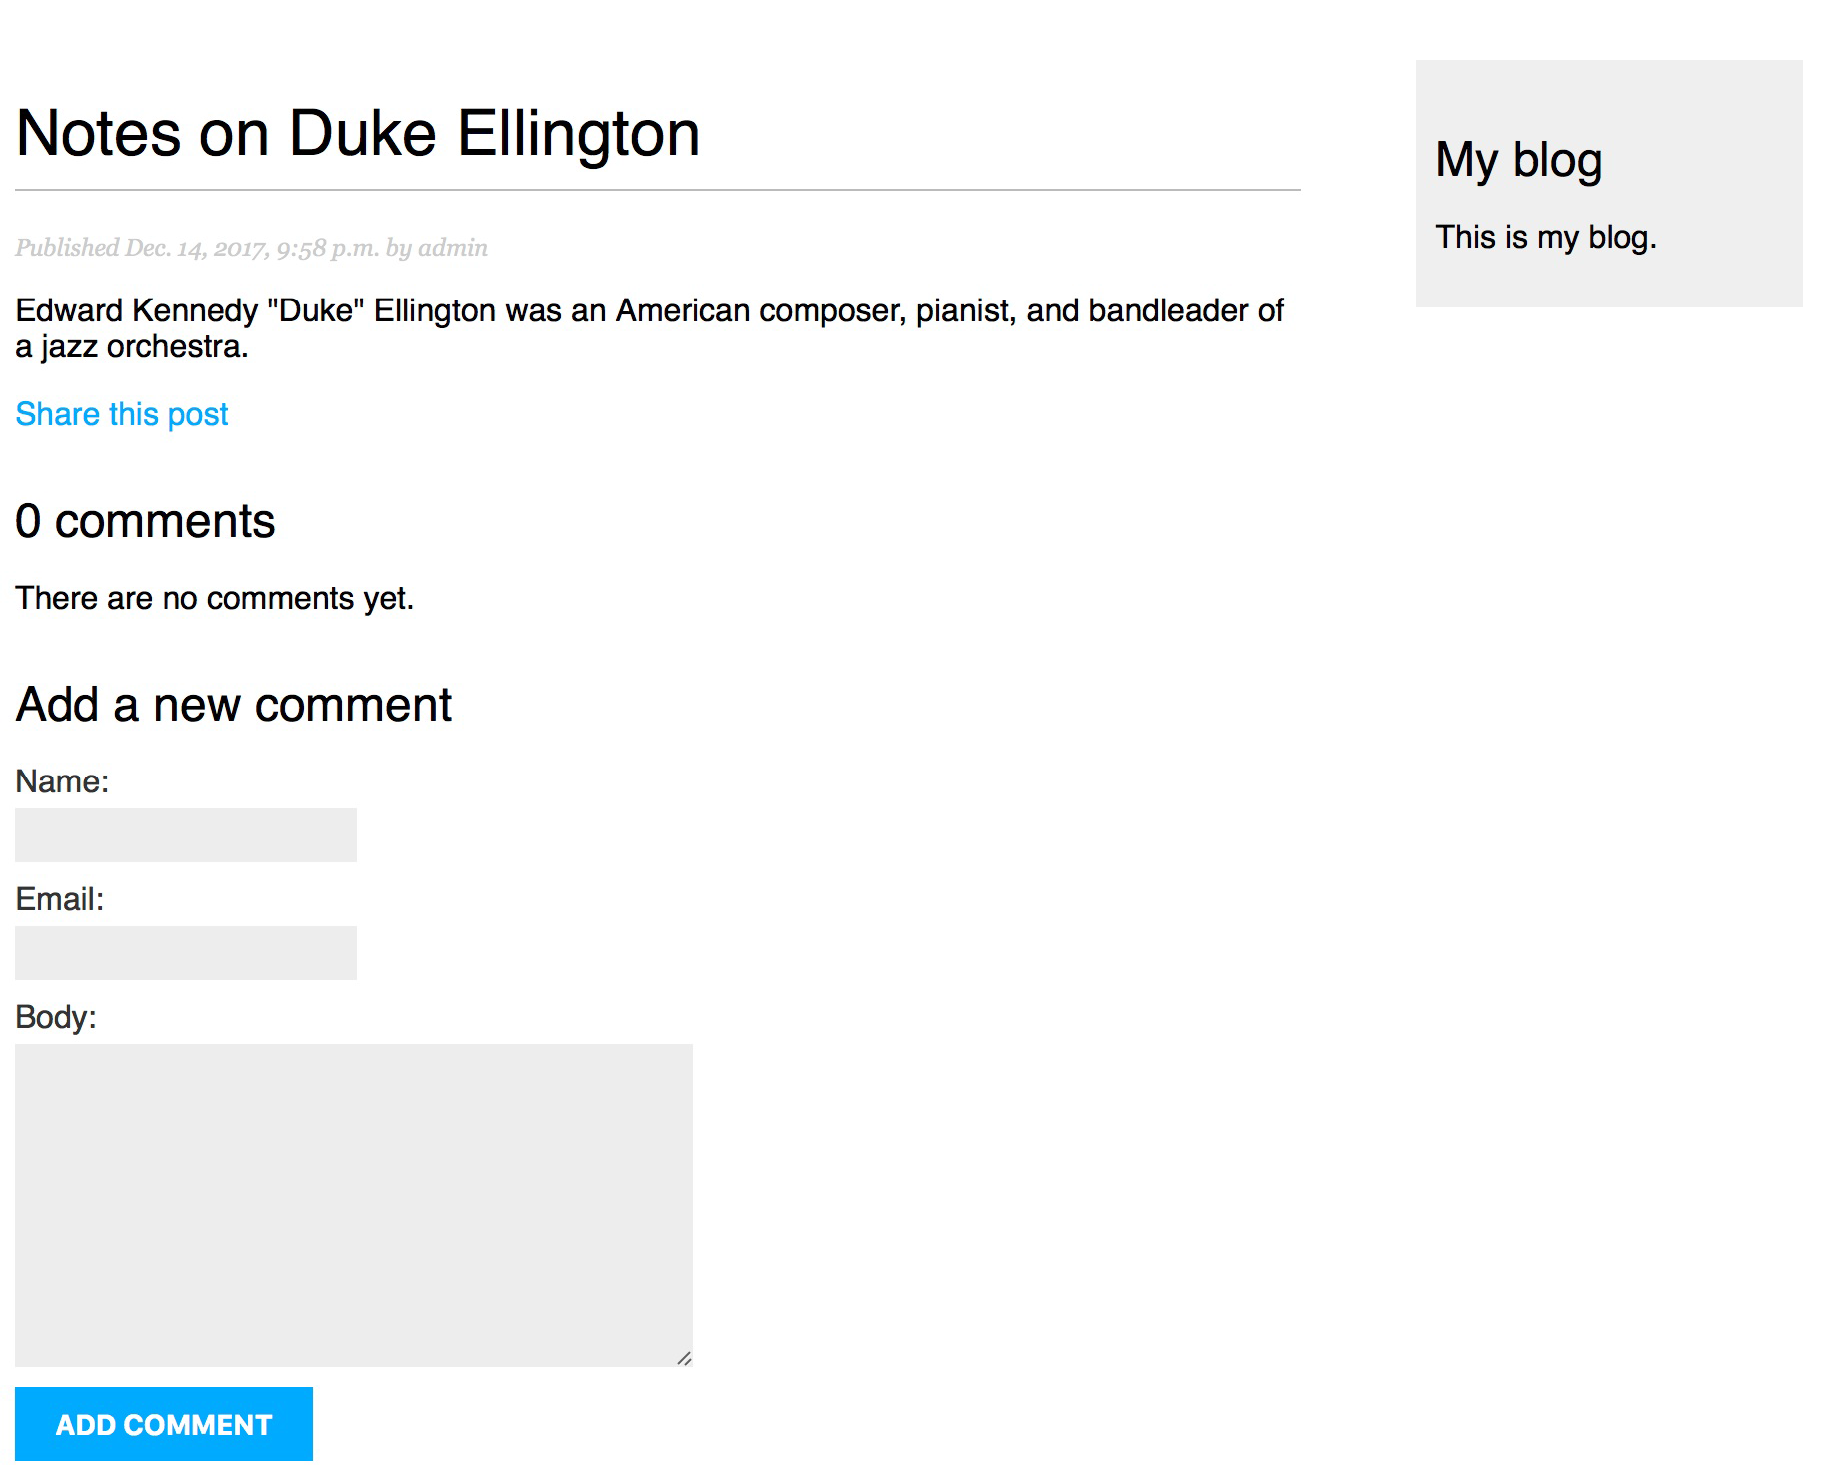 Notes on Duke Ellington
Published Dec. 14, 2017, 9:58 p.m. by admin
Edward Kennedy "Duke" Ellington was an American composer, pianist, and bandleader of
a jazz orchestra.
Share this post
0 comments
There are no comments yet.
Add a new comment
Name:
Email:
Body:
ADD COMMENT
My blog
This is my blog.